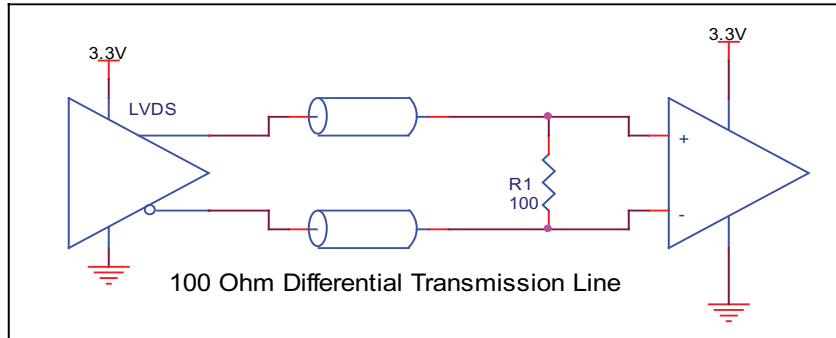 3.3V
3.3V
LVDS
+
R1
100
-
100 Ohm Differential Transmission Line